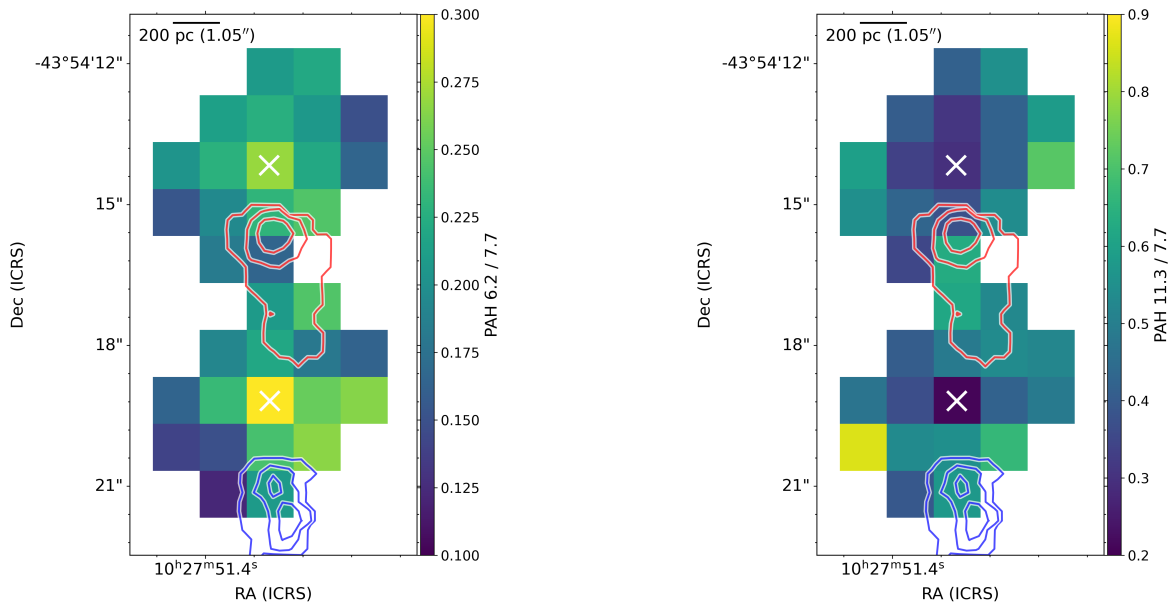 200 pc (1.05″)
-43°54'12"
15"
18"
21"
Dec (ICRS)
10ʰ27ᵐ51.4ˢ
RA (ICRS)
0.300
0.275
0.250
0.225
0.200
0.175
0.150
0.125
0.100
PAH 6.2 / 7.7
200 pc (1.05″)
-43°54'12"
15"
18"
21"
Dec (ICRS)
10ʰ27ᵐ51.4ˢ
RA (ICRS)
0.9
0.8
0.7
0.6
0.5
0.4
0.3
0.2
PAH 11.3 / 7.7